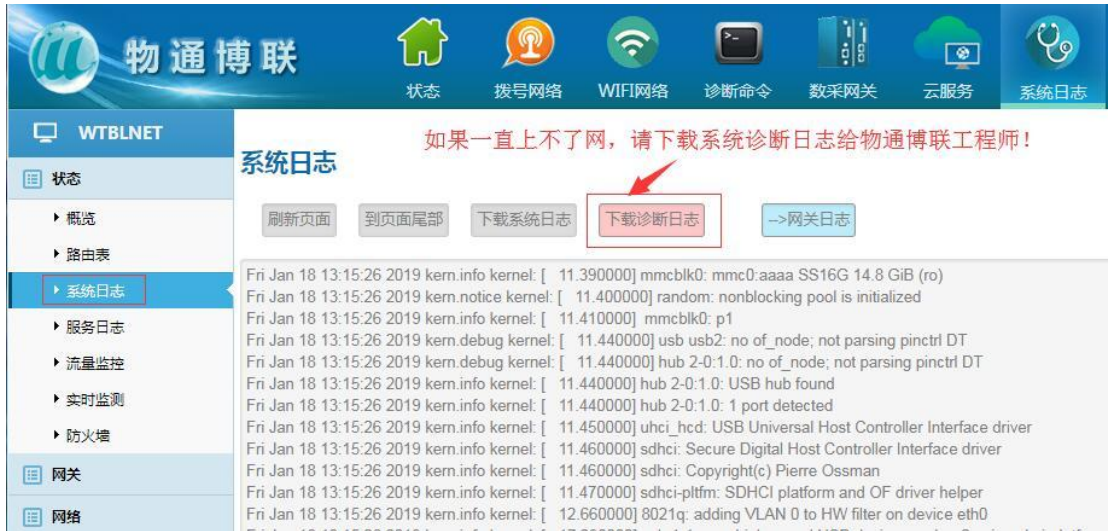 物通博联
状态 拨号网络 WIFI网络 诊断命令 数采网关 云服务 系统日志
WTBLNET
如果一直上不了网，请下载系统诊断日志给物通博联工程师！
系统日志
状态
刷新页面 到页面尾部 下载系统日志 下载诊断日志 -->网关日志
概览
路由表
系统日志
服务日志
流量监控
实时监测
防火墙
网关
网络
Fri Jan 18 13:15:26 2019 kern.info kernel: [ 11.390000] mmcblk0: mmc0:aaaa SS16G 14.8 GiB (ro)
Fri Jan 18 13:15:26 2019 kern.notice kernel: [ 11.400000] random: nonblocking pool is initialized
Fri Jan 18 13:15:26 2019 kern.info kernel: [ 11.410000] mmcblk0: p1
Fri Jan 18 13:15:26 2019 kern.debug kernel: [ 11.440000] usb usb2: no of_node; not parsing pinctrl DT
Fri Jan 18 13:15:26 2019 kern.debug kernel: [ 11.440000] hub 2-0:1.0: no of_node; not parsing pinctrl DT
Fri Jan 18 13:15:26 2019 kern.info kernel: [ 11.440000] hub 2-0:1.0: USB hub found
Fri Jan 18 13:15:26 2019 kern.info kernel: [ 11.440000] hub 2-0:1.0: 1 port detected
Fri Jan 18 13:15:26 2019 kern.info kernel: [ 11.450000] uhci_hcd: USB Universal Host Controller Interface driver
Fri Jan 18 13:15:26 2019 kern.info kernel: [ 11.460000] sdhci: Secure Digital Host Controller Interface driver
Fri Jan 18 13:15:26 2019 kern.info kernel: [ 11.460000] sdhci: Copyright(c) Pierre Ossman
Fri Jan 18 13:15:26 2019 kern.info kernel: [ 11.470000] sdhci-pltfm: SDHCI platform and OF driver helper
Fri Jan 18 13:15:26 2019 kern.info kernel: [ 12.660000] 8021q: adding VLAN 0 to HW filter on device eth0